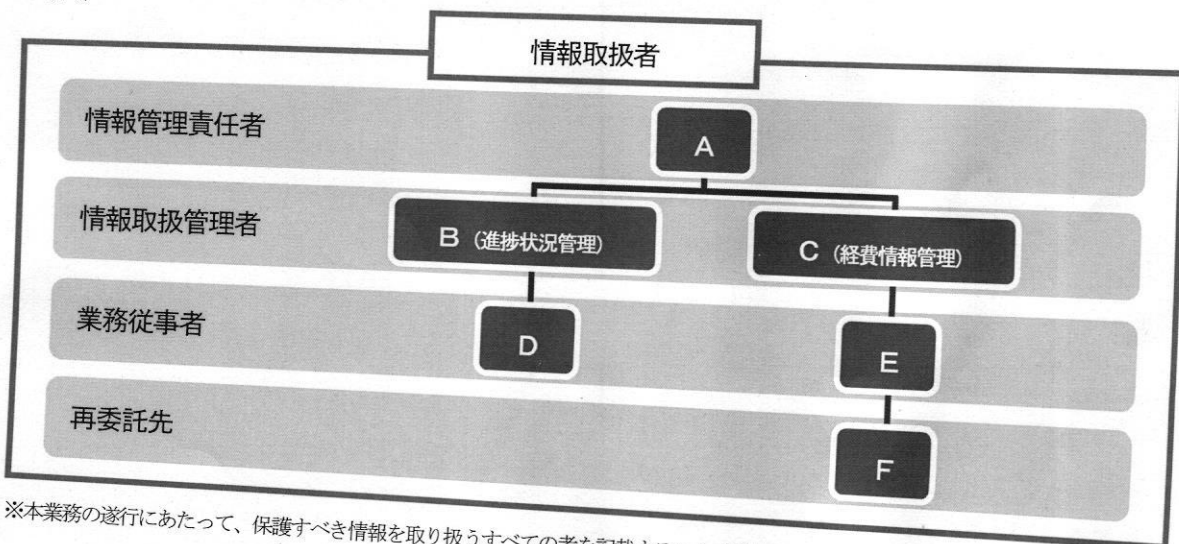 情報取扱者
情報管理責任者
A
情報取扱管理者
B（進捗状況管理）
C（経費情報管理）
業務従事者
D
E
再委託先
F
※本業務の遂行にあたって、保護すべき情報を取り扱うすべての者を記載